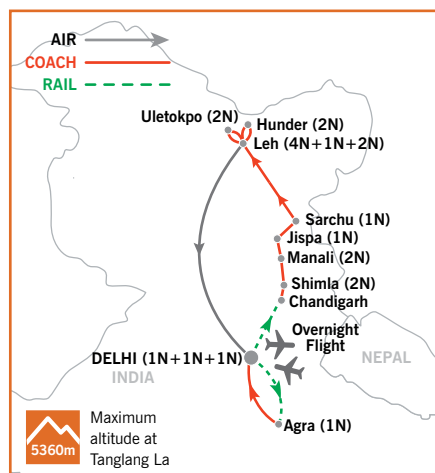 AIR
COACH
RAIL
Uletokpo (2N)
Hunder (2N)
Leh (4N+1N+2N)
Sarchu (1N)
Jispa (1N)
Manali (2N)
Shimla (2N)
Chandigarh
Overnight
Flight
DELHI (1N+1N+1N)
INDIA
NEPAL
Agra (1N)
5360m
Maximum
altitude at
Tanglang La